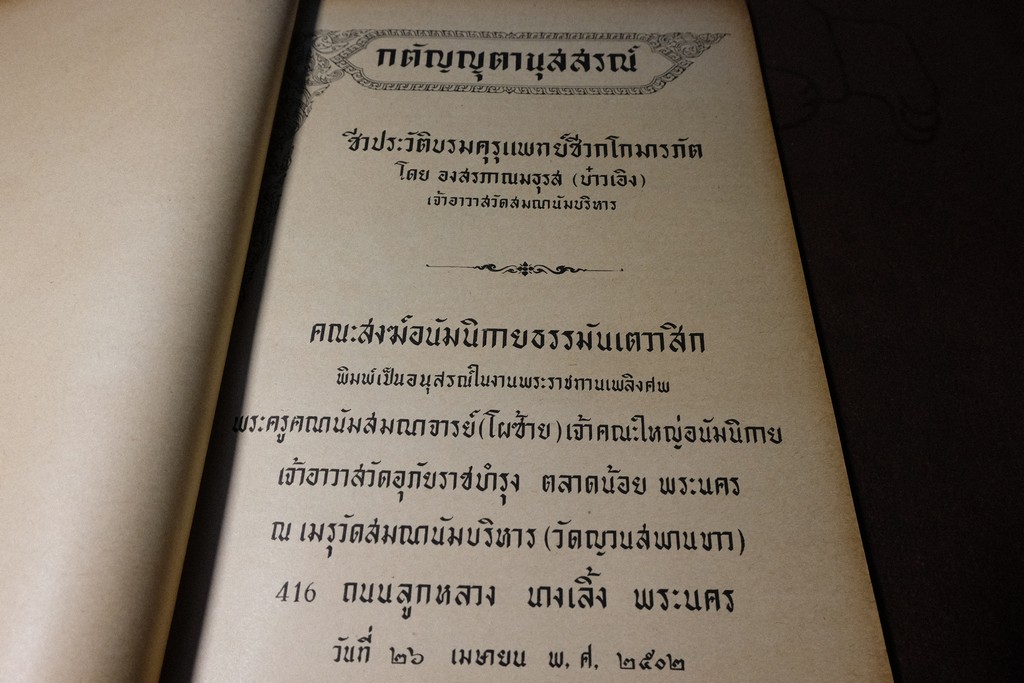 กตัญญุตานุสสรณ์
ชีวประวัติบรมคุรุแพทย์ชีวกโกมารภัต
โดย องสรภาณมธุรส (บ๋าวเอิง)
เจ้าอาวาสวัดสมณานัมบริหาร
คณะสงฆ์อนัมนิกายธรรมันเตวาสิก
พิมพ์เป็นอนุสรณ์ในงานพระราชทานเพลิงศพ
พระครูคณานัมสมณาจารย์(โผซ้าย)เจ้าคณะใหญ่อนัมนิกาย
เจ้าอาวาสวัดอุภัยราชบำรุง ตลาดน้อย พระนคร
ณ เมรุวัดสมณานัมบริหาร (วัดญวนสพานขาว)
416 ถนนลูกหลวง นางเลิ้ง พระนคร
วันที่ ๒๖ เมษายน พ. ศ. ๒๕๐๒